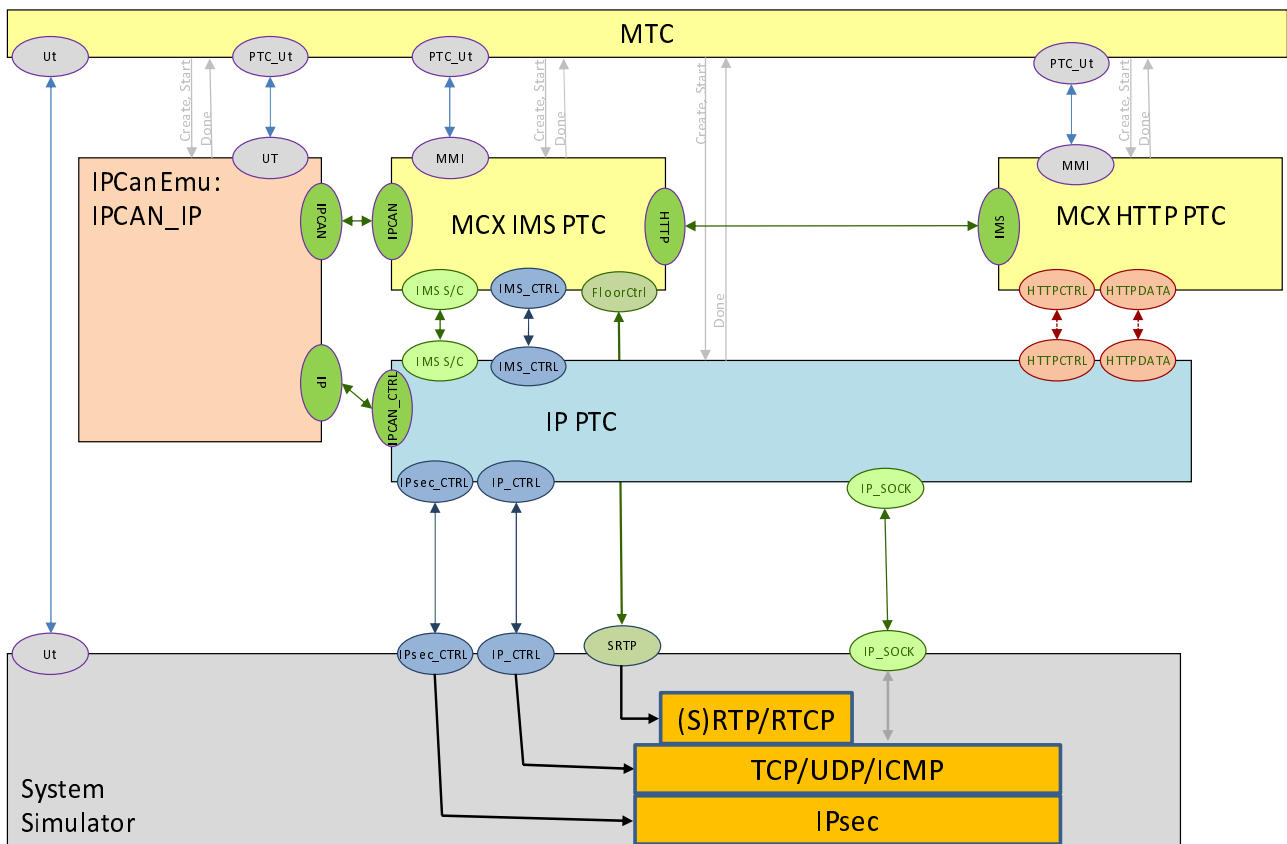 MTC
Ut
PTC_Ut
PTC_Ut
PTC_Ut
Create, Start
Done
Create, Start
Done
Create, Start
Done
Create, Start
Done
UT
MMI
MMI
IPCanEmu:
IPCAN_IP
IPCAN
IPCAN
MCX IMS PTC
HTTP
IMS
MCX HTTP PTC
IMS S/C
IMS_CTRL
FloorCtrl
HTTPCTRL
HTTPDATA
IMS S/C
IMS_CTRL
HTTPCTRL
HTTPDATA
IP
IPCAN_CTRL
IP PTC
IPsec_CTRL
IP_CTRL
IP_SOCK
Ut
IPsec_CTRL
IP_CTRL
SRTP
IP_SOCK
(S)RTP/RTCP
TCP/UDP/ICMP
IPsec
System
Simulator